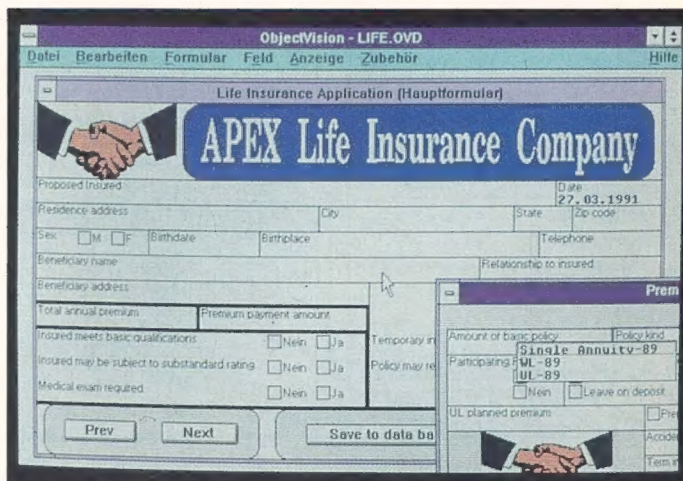 ObjectVision - LIFE.OVD
Datei Bearbeiten Formular Feld Anzeige Zubehör Hilfe
Life Insurance Application (Hauptformular)
APEX Life Insurance Company
Proposed Insured Date
27.03.1991
Residence address City State Zip code
Sex M F Birthdate Birthplace Telephone
Beneficiary name Relationship to insured
Beneficiary address
Total annual premium Premium payment amount
Insured meets basic qualifications Nein Ja Temporary in
Insured may be subject to substandard rating Nein Ja Policy may re
Medical exam required Nein Ja
Prev Next Save to data ba
Prem
Amount of basic policy Policy kind
Single Annuity-89
Participating WL-89
UL-89
Nein Leave on deposit
UL planned premium Pre
Accide
Term in